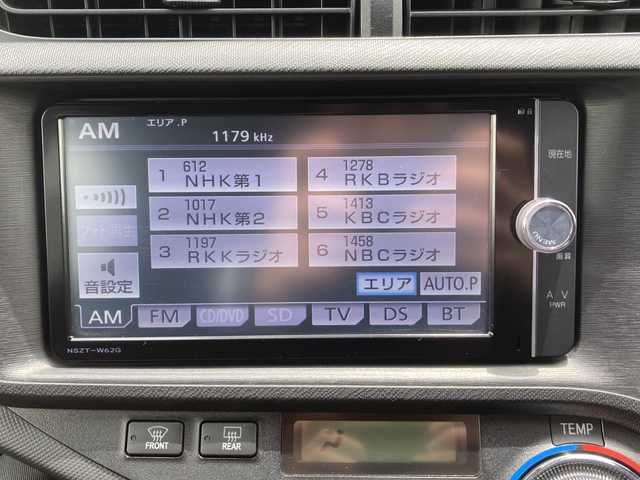 AM
エリア.P
1179 kHz
1 612 NHK第1
2 1017 NHK第2
3 1197 RKKラジオ
4 1278 RKBラジオ
5 1413 KBCラジオ
6 1458 NBCラジオ
音設定
エリア
AUTO.P
AM
FM
CD/DVD
SD
TV
DS
BT
NSZT-W62G
現在地
MENU
画質
AV
PWR
FRONT
REAR
TEMP